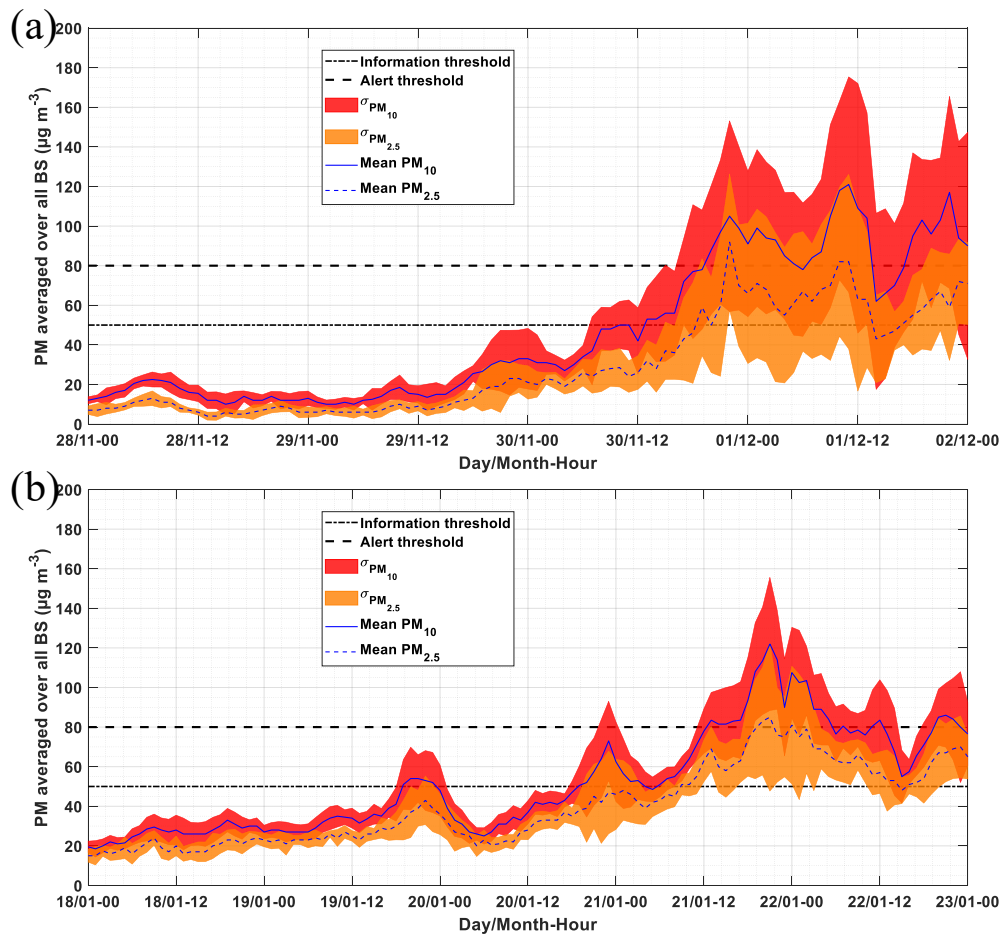 (a)
200
180
160
140
120
100
80
60
40
20
0
PM averaged over all BS (µg m⁻³)
Information threshold
Alert threshold
σPM10
σPM2.5
Mean PM10
Mean PM2.5
28/11-00 28/11-12 29/11-00 29/11-12 30/11-00 30/11-12 01/12-00 01/12-12 02/12-00
Day/Month-Hour
(b)
200
180
160
140
120
100
80
60
40
20
0
PM averaged over all BS (µg m⁻³)
Information threshold
Alert threshold
σPM10
σPM2.5
Mean PM10
Mean PM2.5
18/01-00 18/01-12 19/01-00 19/01-12 20/01-00 20/01-12 21/01-00 21/01-12 22/01-00 22/01-12 23/01-00
Day/Month-Hour